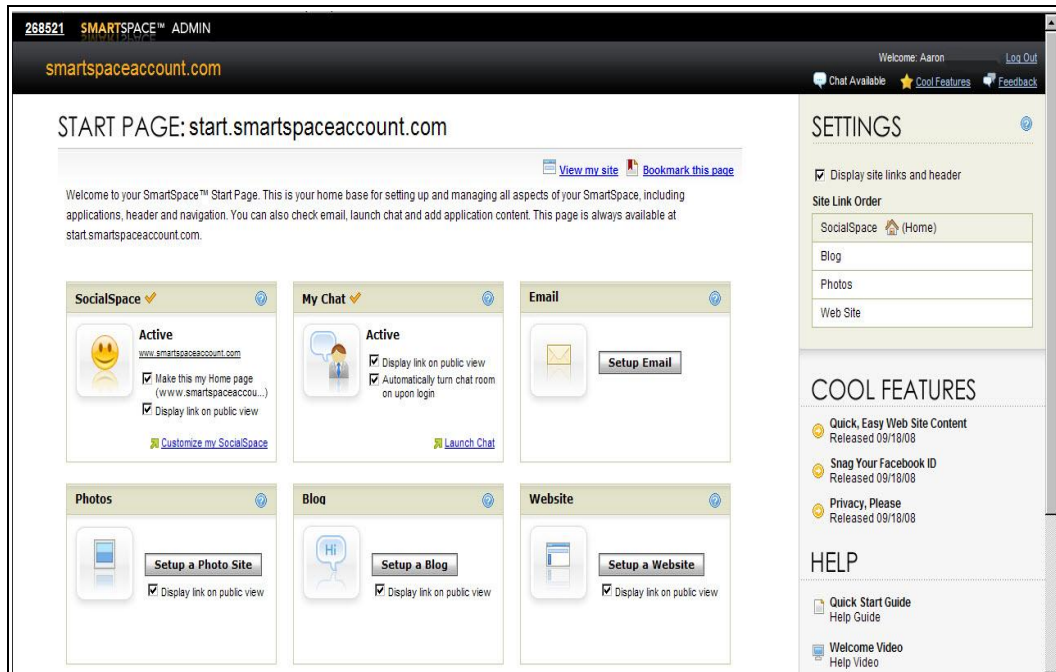 268521 SMARTSPACE™ ADMIN
smartspaceaccount.com
Welcome: Aaron Log Out
Chat Available Cool Features Feedback
START PAGE: start.smartspaceaccount.com
View my site Bookmark this page
Welcome to your SmartSpace™ Start Page. This is your home base for setting up and managing all aspects of your SmartSpace, including
applications, header and navigation. You can also check email, launch chat and add application content. This page is always available at
start.smartspaceaccount.com.
SocialSpace
Active
www.smartspaceaccount.com
Make this my Home page
(www.smartspaceaccou...)
Display link on public view
Customize my SocialSpace
My Chat
Active
Display link on public view
Automatically turn chat room
on upon login
Launch Chat
Email
Setup Email
Photos
Setup a Photo Site
Display link on public view
Blog
Hi
Setup a Blog
Display link on public view
Website
Setup a Website
Display link on public view
SETTINGS
Display site links and header
Site Link Order
SocialSpace (Home)
Blog
Photos
Web Site
COOL FEATURES
Quick, Easy Web Site Content
Released 09/18/08
Snag Your Facebook ID
Released 09/18/08
Privacy, Please
Released 09/18/08
HELP
Quick Start Guide
Help Guide
Welcome Video
Help Video